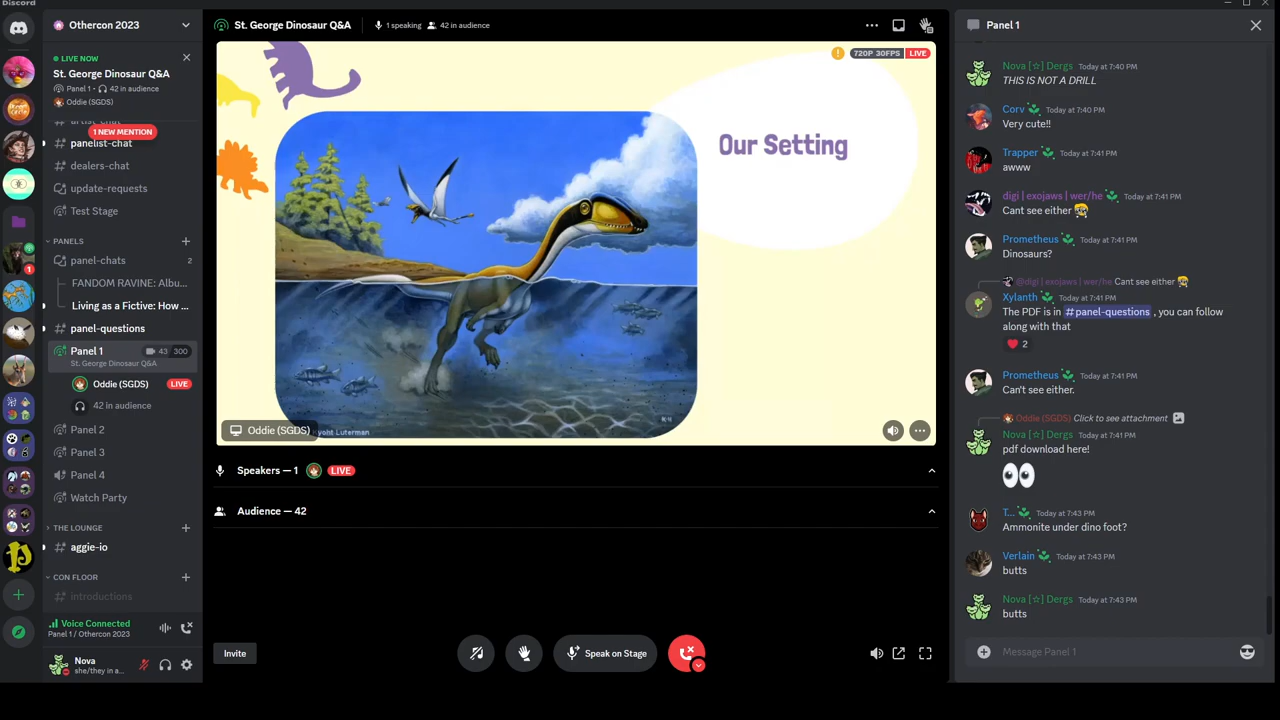 Discord
Othercon 2023
LIVE NOW
St. George Dinosaur Q&A
Panel 1 • 42 in audience
Oddie (SGDS)
1 NEW MENTION
panelist-chat
dealers-chat
update-requests
Test Stage
PANELS
panel-chats
2
FANDOM RAVINE: Albu...
Living as a Fictive: How ...
panel-questions
Panel 1
43 300
St. George Dinosaur Q&A
Oddie (SGDS)
LIVE
42 in audience
Panel 2
Panel 3
Panel 4
Watch Party
THE LOUNGE
aggie-io
CON FLOOR
introductions
Voice Connected
Panel 1 / Othercon 2023
Nova
she/they in a...
St. George Dinosaur Q&A
1 speaking 42 in audience
720P 30FPS LIVE
Our Setting
Oddie (SGDS)
kyoht Luterman
Speakers — 1 LIVE
Audience — 42
Invite
Speak on Stage
Panel 1
Nova [☆] Dergs Today at 7:40 PM
THIS IS NOT A DRILL
Corv Today at 7:40 PM
Very cute!!
Trapper Today at 7:41 PM
awww
digi | exojaws | wer/he Today at 7:41 PM
Cant see either
Prometheus Today at 7:41 PM
Dinosaurs?
@digi | exojaws | wer/he Cant see either
Xylanth Today at 7:41 PM
The PDF is in #panel-questions , you can follow
along with that
2
Prometheus Today at 7:41 PM
Can't see either.
Oddie (SGDS) Click to see attachment
Nova [☆] Dergs Today at 7:41 PM
pdf download here!
T... Today at 7:43 PM
Ammonite under dino foot?
Verlain Today at 7:43 PM
butts
Nova [☆] Dergs Today at 7:43 PM
butts
Message Panel 1